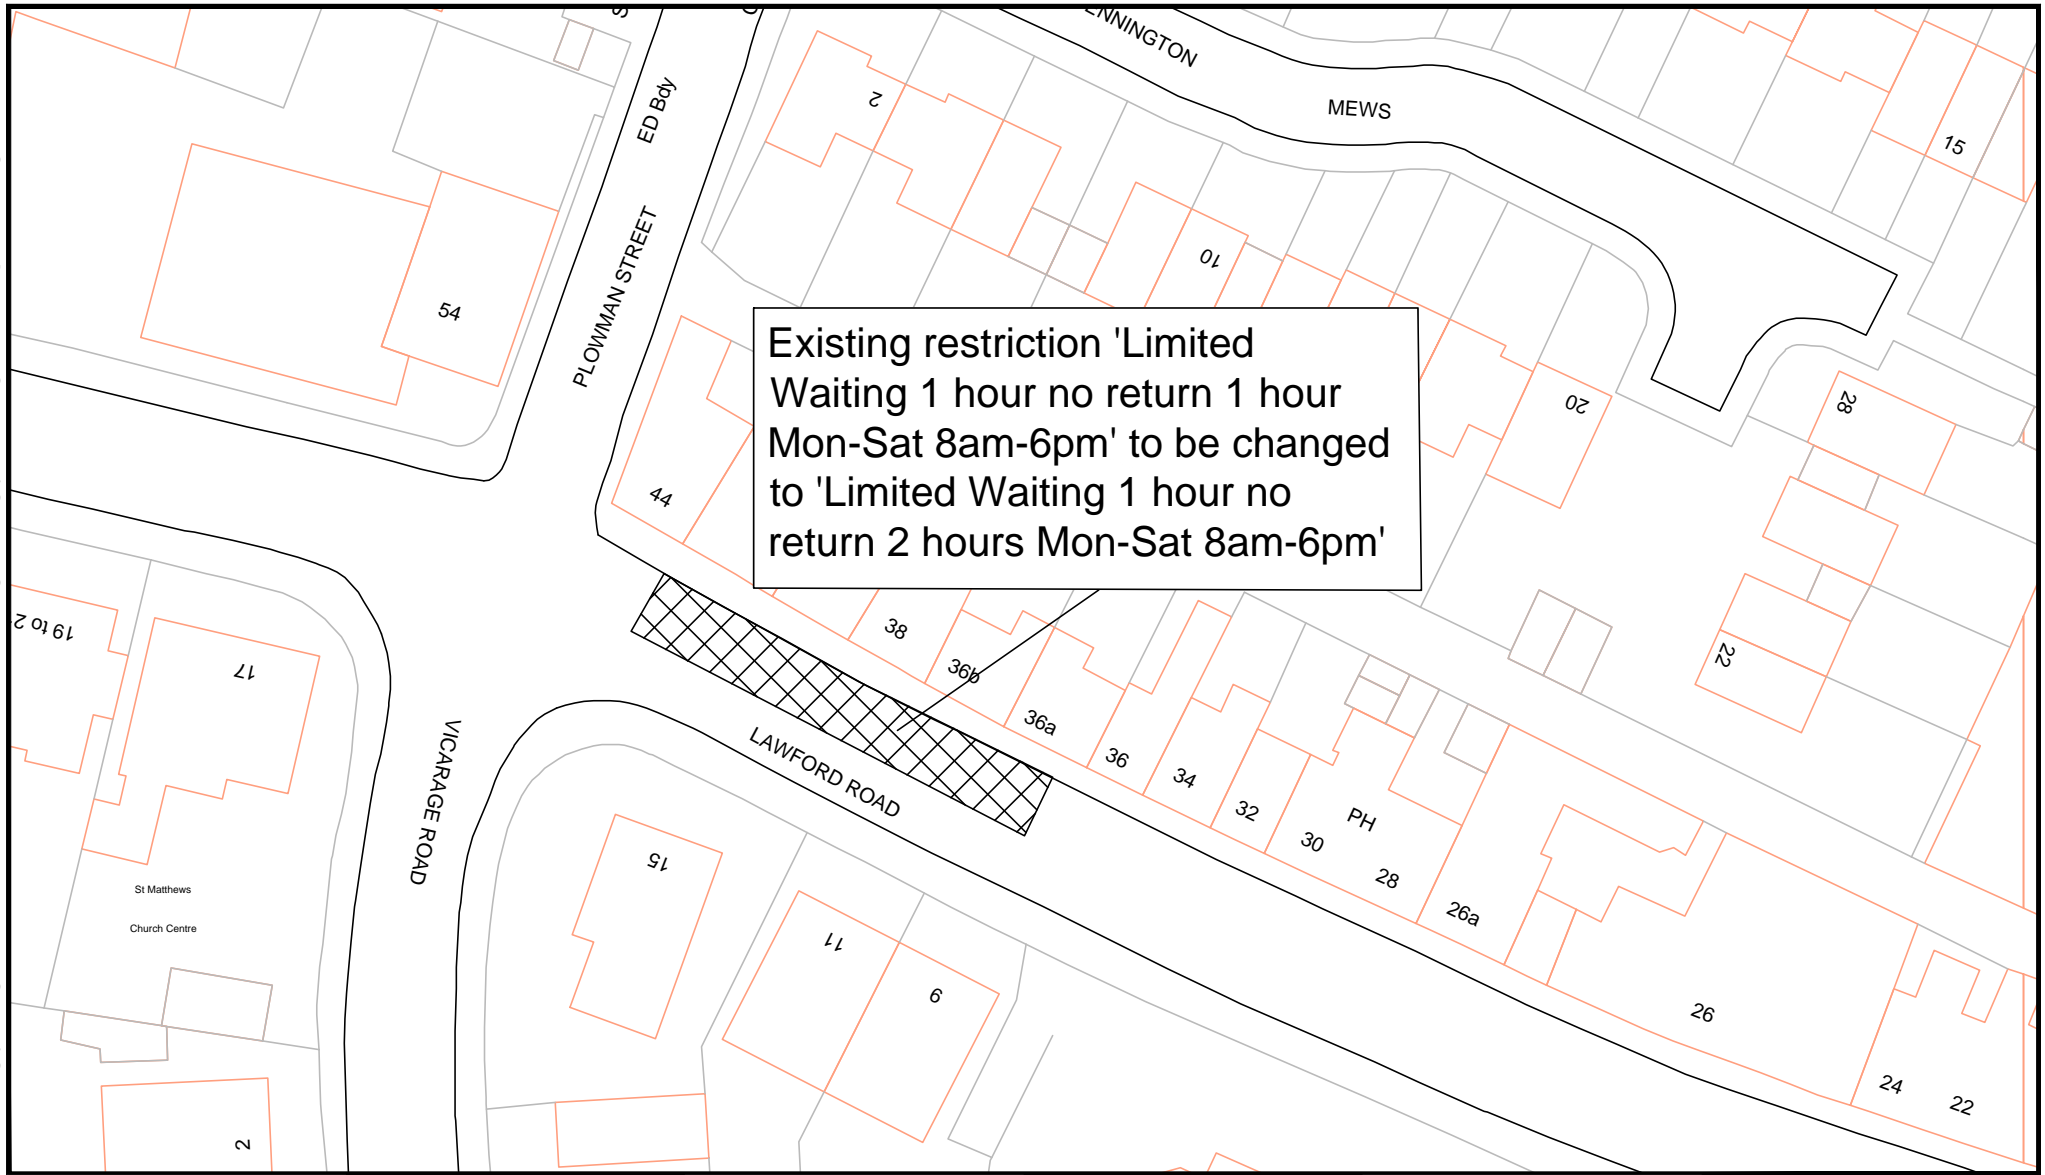 ENNINGTON
MEWS
ED Bdy
2
15
10
54
PLOWMAN STREET
Existing restriction 'Limited
Waiting 1 hour no return 1 hour
Mon-Sat 8am-6pm' to be changed
to 'Limited Waiting 1 hour no
return 2 hours Mon-Sat 8am-6pm'
20
28
44
19 to 2
17
38
36b
36a
36
34
32
30
PH
28
26a
22
VICARAGE ROAD
LAWFORD ROAD
15
11
9
St Matthews
Church Centre
26
24
22
2